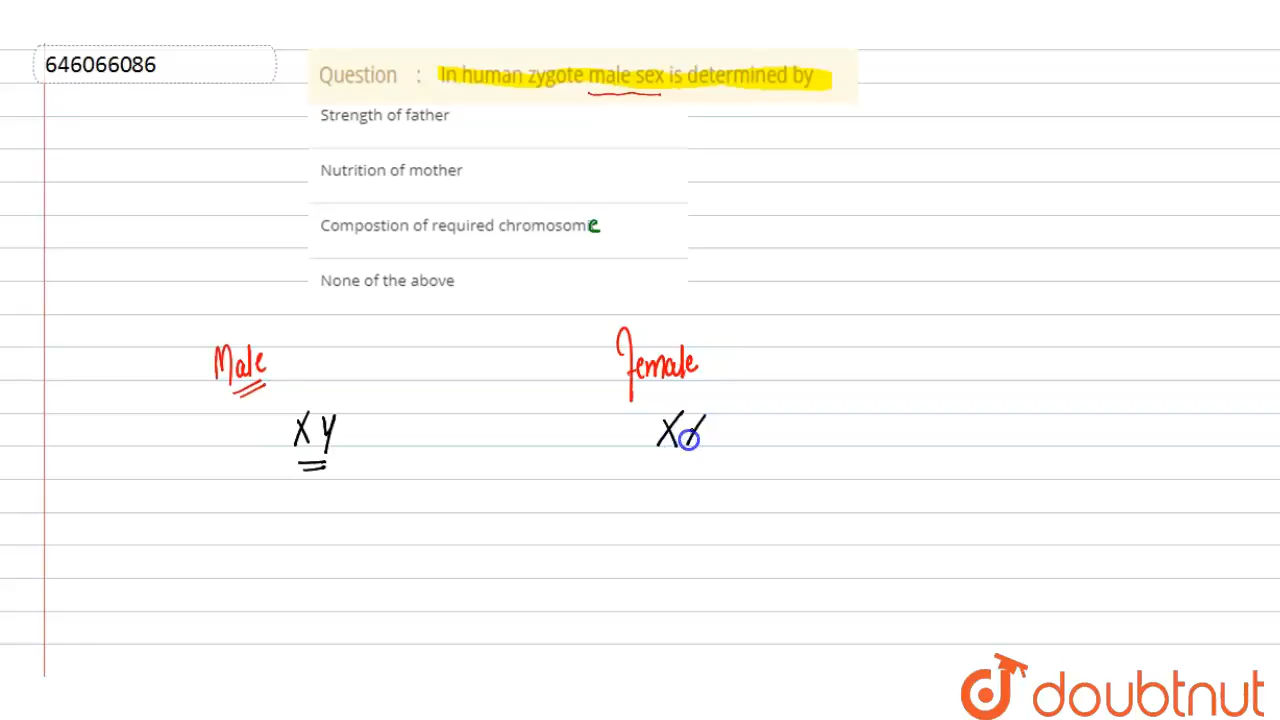 646066086
Question : In human zygote male sex is determined by
Strength of father
Nutrition of mother
Compostion of required chromosome
None of the above
Male Female
X Y XX
doubtnut